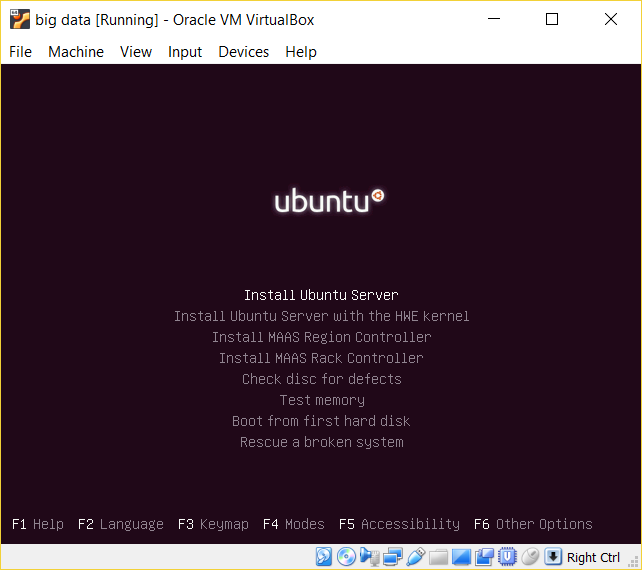 big data [Running] - Oracle VM VirtualBox
File Machine View Input Devices Help
ubuntu
Install Ubuntu Server
Install Ubuntu Server with the HWE kernel
Install MAAS Region Controller
Install MAAS Rack Controller
Check disc for defects
Test memory
Boot from first hard disk
Rescue a broken system
F1 Help F2 Language F3 Keymap F4 Modes F5 Accessibility F6 Other Options
Right Ctrl